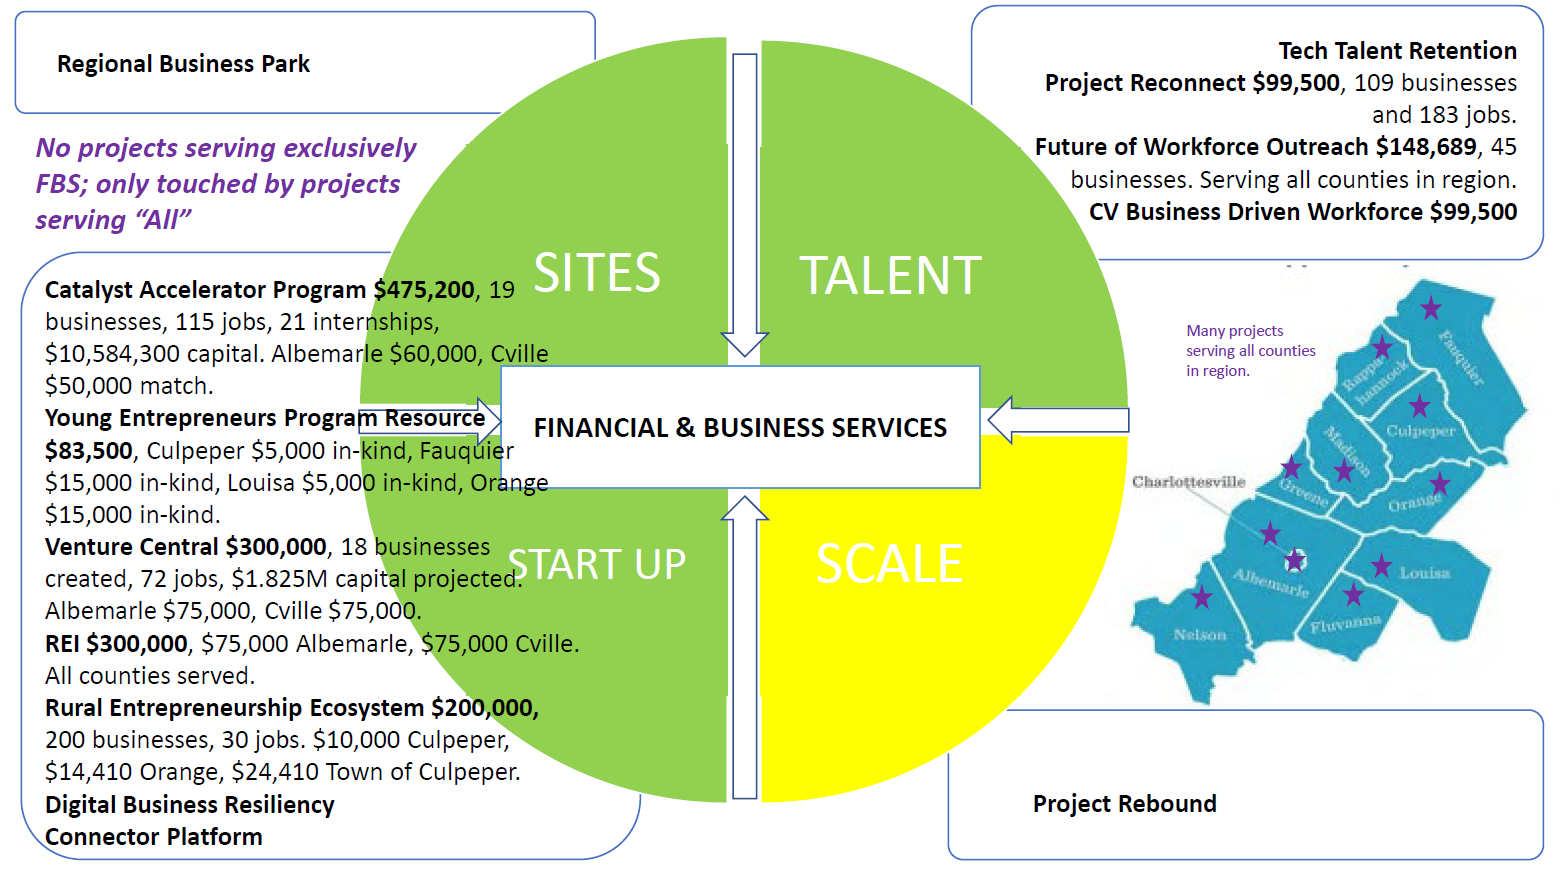 Regional Business Park
No projects serving exclusively
FBS; only touched by projects
serving “All”
Catalyst Accelerator Program $475,200, 19
businesses, 115 jobs, 21 internships,
$10,584,300 capital. Albemarle $60,000, Cville
$50,000 match.
Young Entrepreneurs Program Resource
$83,500, Culpeper $5,000 in-kind, Fauquier
$15,000 in-kind, Louisa $5,000 in-kind, Orange
$15,000 in-kind.
Venture Central $300,000, 18 businesses
created, 72 jobs, $1.825M capital projected.
Albemarle $75,000, Cville $75,000.
REI $300,000, $75,000 Albemarle, $75,000 Cville.
All counties served.
Rural Entrepreneurship Ecosystem $200,000,
200 businesses, 30 jobs. $10,000 Culpeper,
$14,410 Orange, $24,410 Town of Culpeper.
Digital Business Resiliency
Connector Platform
SITES
TALENT
FINANCIAL & BUSINESS SERVICES
START UP
SCALE
Tech Talent Retention
Project Reconnect $99,500, 109 businesses
and 183 jobs.
Future of Workforce Outreach $148,689, 45
businesses. Serving all counties in region.
CV Business Driven Workforce $99,500
Many projects
serving all counties
in region.
Fauquier
Rappa-
hannock
Culpeper
Madison
Greene
Orange
Charlottesville
Albemarle
Louisa
Fluvanna
Nelson
Project Rebound